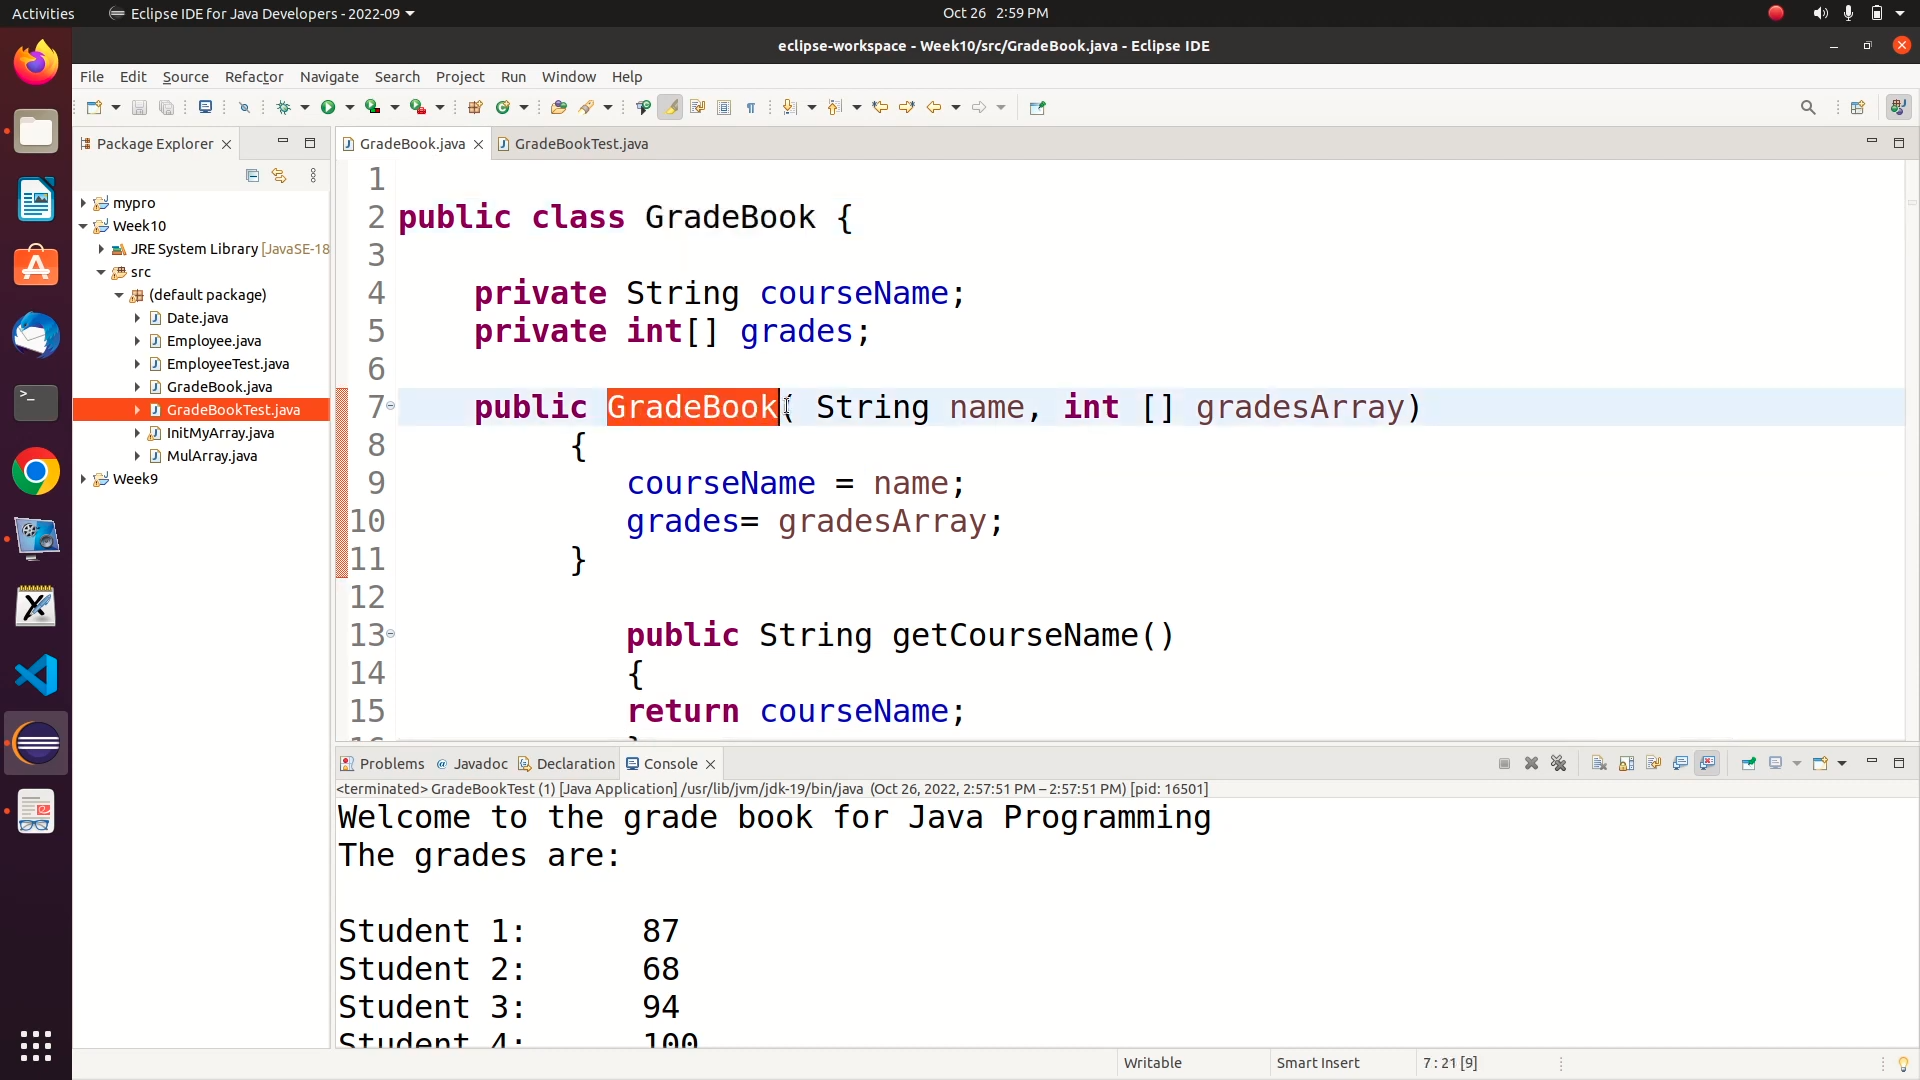 Activities
Eclipse IDE for Java Developers - 2022-09
Oct 26 2:59 PM
eclipse-workspace - Week10/src/GradeBook.java - Eclipse IDE
File Edit Source Refactor Navigate Search Project Run Window Help
Package Explorer
GradeBook.java
GradeBookTest.java
mypro
Week10
JRE System Library [JavaSE-18
src
(default package)
Date.java
Employee.java
EmployeeTest.java
GradeBook.java
GradeBookTest.java
InitMyArray.java
MulArray.java
Week9
1
2 public class GradeBook {
3
4 private String courseName;
5 private int[] grades;
6
7 public GradeBook( String name, int [] gradesArray)
8 {
9 courseName = name;
10 grades= gradesArray;
11 }
12
13 public String getCourseName()
14 {
15 return courseName;
16 }
Problems Javadoc Declaration Console
<terminated> GradeBookTest (1) [Java Application] /usr/lib/jvm/jdk-19/bin/java (Oct 26, 2022, 2:57:51 PM – 2:57:51 PM) [pid: 16501]
Welcome to the grade book for Java Programming
The grades are:
Student 1: 87
Student 2: 68
Student 3: 94
Student 4: 100
Writable
Smart Insert
7 : 21 [9]